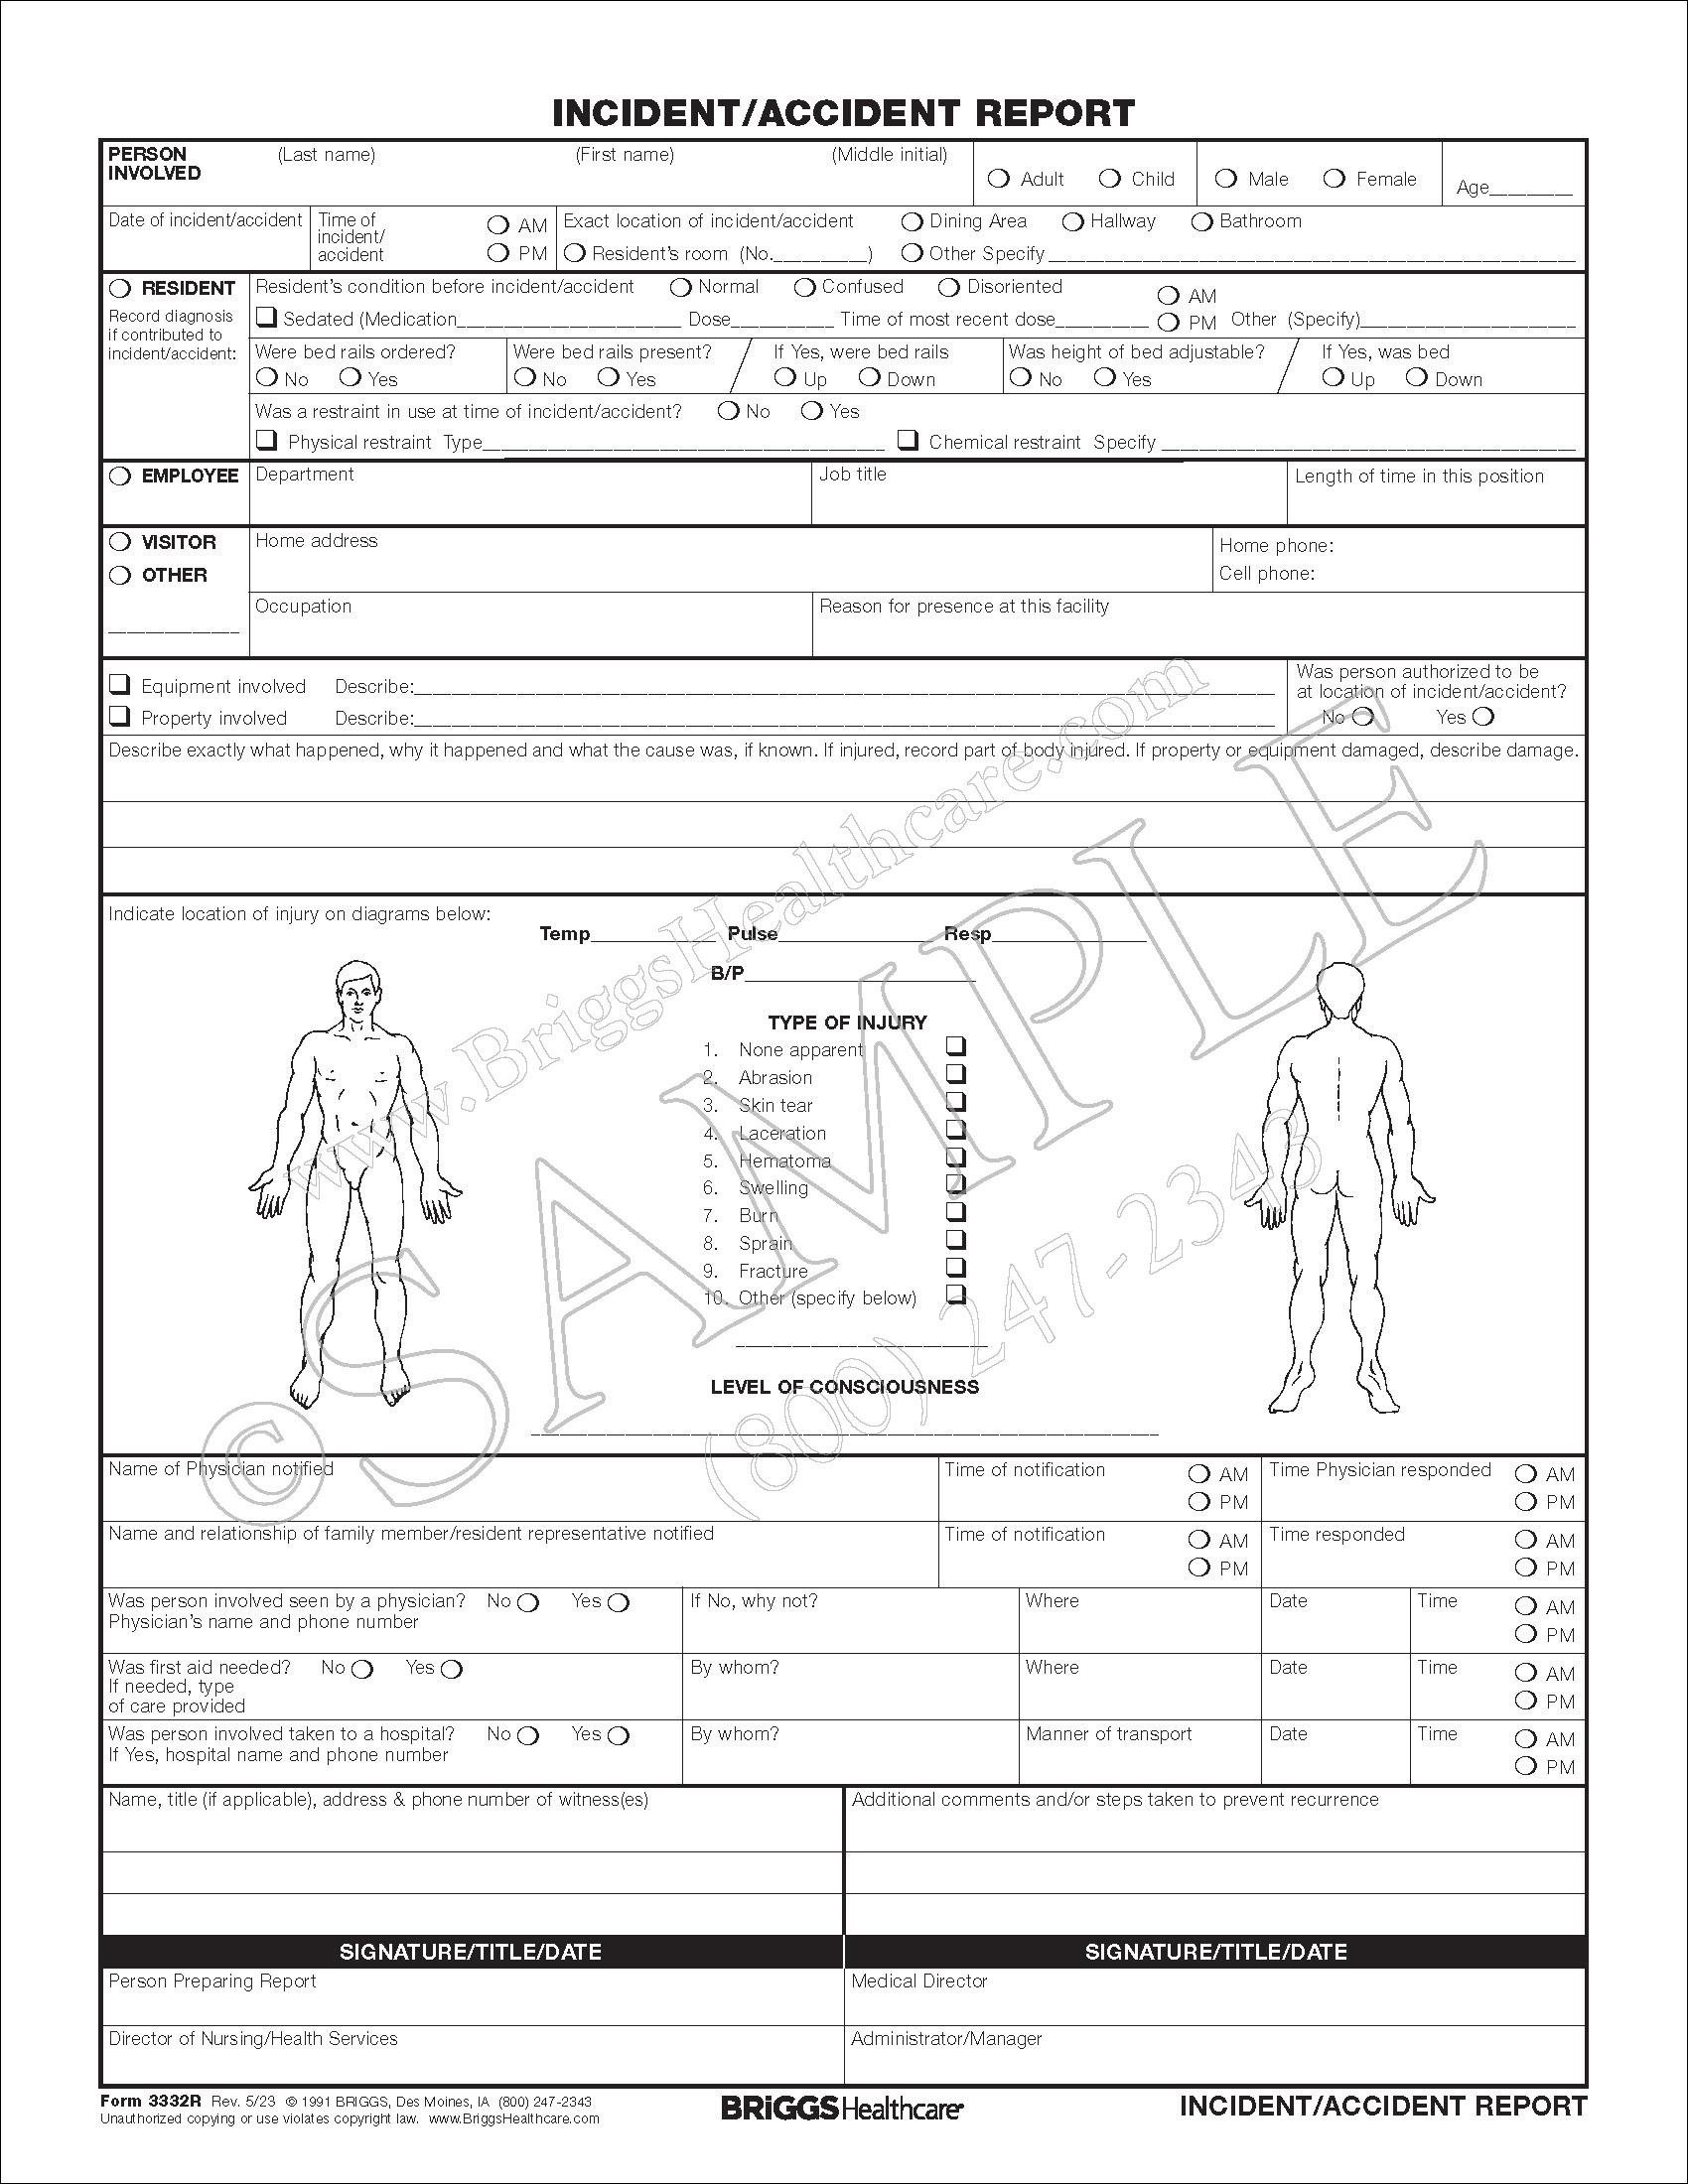 INCIDENT/ACCIDENT REPORT
PERSON INVOLVED (Last name) (First name) (Middle initial) Adult Child Male Female Age_________
Date of incident/accident Time of incident/accident AM PM Exact location of incident/accident Dining Area Hallway Bathroom
Resident's room (No.__________) Other Specify ____________________
RESIDENT Resident's condition before incident/accident Normal Confused Disoriented
Record diagnosis if contributed to incident/accident:
Sedated (Medication____________________ Dose__________ Time of most recent dose__________ AM PM Other (Specify)____________________
Were bed rails ordered? No Yes
Were bed rails present? No Yes
If Yes, were bed rails Up Down
Was height of bed adjustable? No Yes
If Yes, was bed Up Down
Was a restraint in use at time of incident/accident? No Yes
Physical restraint Type____________________ Chemical restraint Specify ____________________
EMPLOYEE Department Job title Length of time in this position
VISITOR Home address Home phone:
OTHER Cell phone:
______________ Occupation Reason for presence at this facility
Equipment involved Describe:____________________
Property involved Describe:____________________
Was person authorized to be
at location of incident/accident?
No Yes
Describe exactly what happened, why it happened and what the cause was, if known. If injured, record part of body injured. If property or equipment damaged, describe damage.
Indicate location of injury on diagrams below:
Temp____________ Pulse_______________ Resp_______________
B/P______________________
TYPE OF INJURY
1. None apparent
2. Abrasion
3. Skin tear
4. Laceration
5. Hematoma
6. Swelling
7. Burn
8. Sprain
9. Fracture
10. Other (specify below)
LEVEL OF CONSCIOUSNESS
www.BriggsHealthcare.com
©SAMPLE
(800) 247-2343
Name of Physician notified Time of notification AM PM Time Physician responded AM PM
Name and relationship of family member/resident representative notified Time of notification AM PM Time responded AM PM
Was person involved seen by a physician? No Yes If No, why not? Where Date Time AM PM
Physician's name and phone number
Was first aid needed? No Yes By whom? Where Date Time AM PM
If needed, type
of care provided
Was person involved taken to a hospital? No Yes By whom? Manner of transport Date Time AM PM
If Yes, hospital name and phone number
Name, title (if applicable), address & phone number of witness(es) Additional comments and/or steps taken to prevent recurrence
SIGNATURE/TITLE/DATE SIGNATURE/TITLE/DATE
Person Preparing Report Medical Director
Director of Nursing/Health Services Administrator/Manager
Form 3332R Rev. 5/23 © 1991 BRIGGS, Des Moines, IA (800) 247-2343
Unauthorized copying or use violates copyright law. www.BriggsHealthcare.com
BRiGGSHealthcare®
INCIDENT/ACCIDENT REPORT